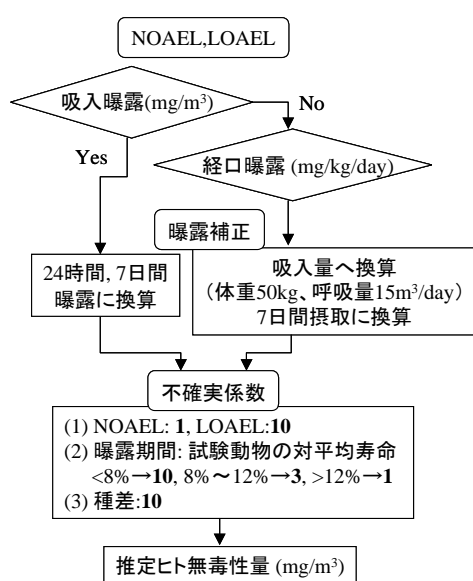 NOAEL,LOAEL
吸入曝露(mg/m³)
No
Yes
経口曝露 (mg/kg/day)
曝露補正
24時間, 7日間
曝露に換算
吸入量へ換算
(体重50kg、呼吸量15m³/day)
7日間摂取に換算
不確実係数
(1) NOAEL: 1, LOAEL:10
(2) 曝露期間: 試験動物の対平均寿命
<8%→10, 8%～12%→3, >12%→1
(3) 種差:10
推定ヒト無毒性量 (mg/m³)